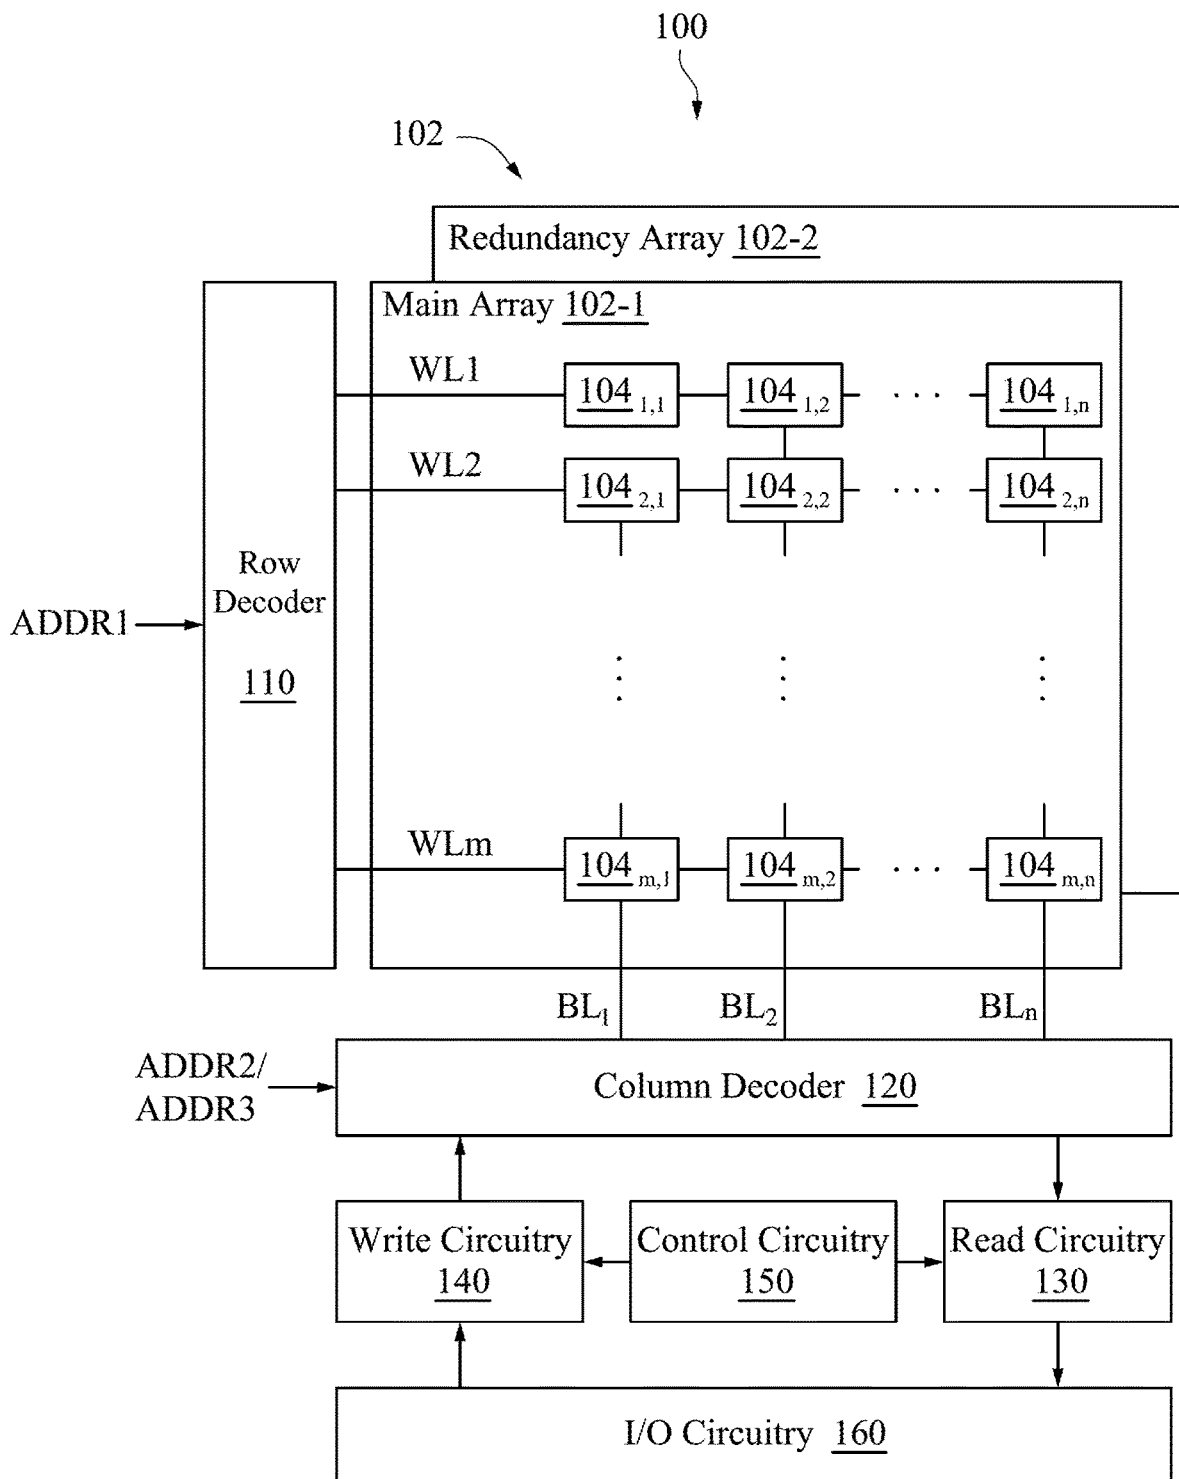 100
102
Redundancy Array 102-2
Main Array 102-1
WL1 104 1,1 104 1,2 . . . 104 1,n
WL2 104 2,1 104 2,2 . . . 104 2,n
Row
Decoder
ADDR1
110
WLm 104 m,1 104 m,2 . . . 104 m,n
BL1 BL2 BLn
ADDR2/
ADDR3
Column Decoder 120
Write Circuitry
140
Control Circuitry
150
Read Circuitry
130
I/O Circuitry 160